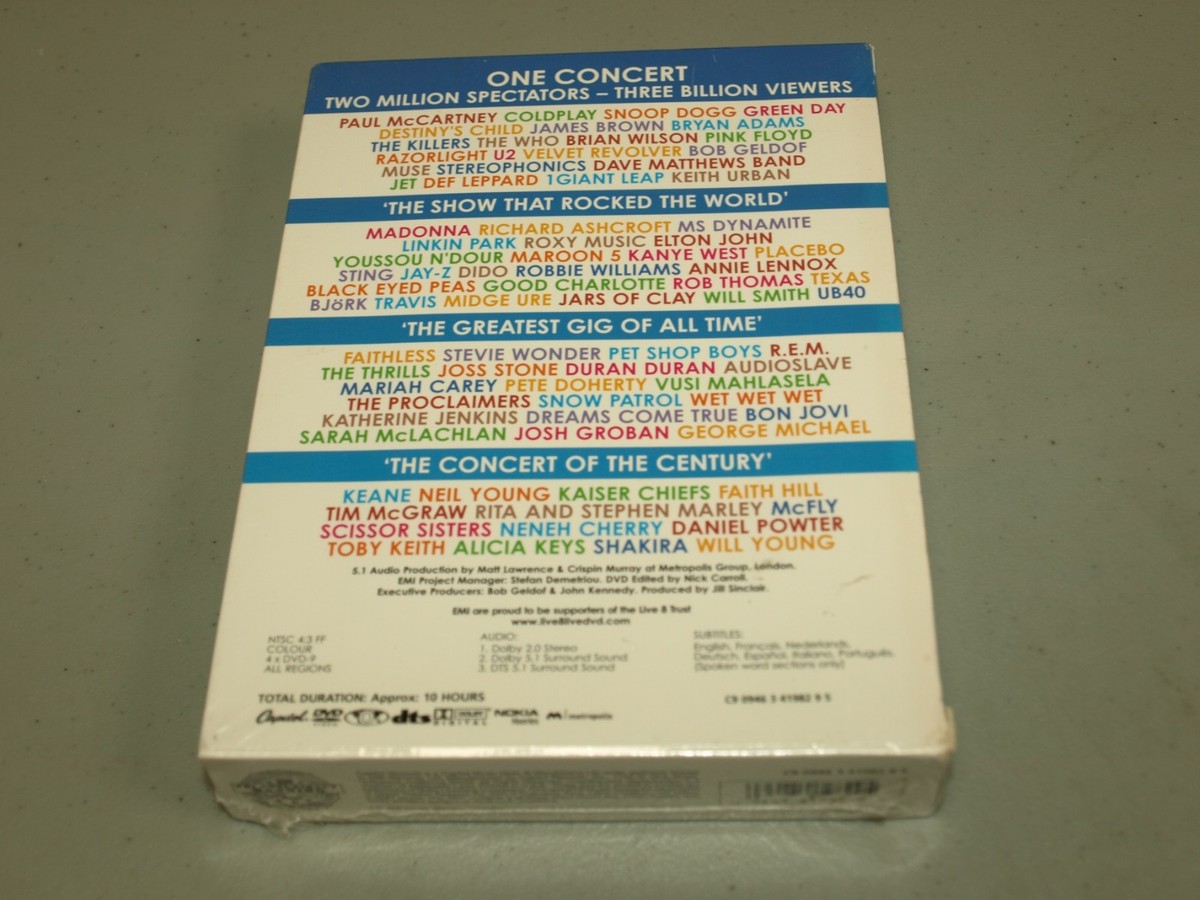 ONE CONCERT
TWO MILLION SPECTATORS – THREE BILLION VIEWERS
PAUL McCARTNEY COLDPLAY SNOOP DOGG GREEN DAY
DESTINY'S CHILD JAMES BROWN BRYAN ADAMS
THE KILLERS THE WHO BRIAN WILSON PINK FLOYD
RAZORLIGHT U2 VELVET REVOLVER BOB GELDOF
MUSE STEREOPHONICS DAVE MATTHEWS BAND
JET DEF LEPPARD 1GIANT LEAP KEITH URBAN
'THE SHOW THAT ROCKED THE WORLD'
MADONNA RICHARD ASHCROFT MS DYNAMITE
LINKIN PARK ROXY MUSIC ELTON JOHN
YOUSSOU N'DOUR MAROON 5 KANYE WEST PLACEBO
STING JAY-Z DIDO ROBBIE WILLIAMS ANNIE LENNOX
BLACK EYED PEAS GOOD CHARLOTTE ROB THOMAS TEXAS
BJöRK TRAVIS MIDGE URE JARS OF CLAY WILL SMITH UB40
'THE GREATEST GIG OF ALL TIME'
FAITHLESS STEVIE WONDER PET SHOP BOYS R.E.M.
THE THRILLS JOSS STONE DURAN DURAN AUDIOSLAVE
MARIAH CAREY PETE DOHERTY VUSI MAHLASELA
THE PROCLAIMERS SNOW PATROL WET WET WET
KATHERINE JENKINS DREAMS COME TRUE BON JOVI
SARAH McLACHLAN JOSH GROBAN GEORGE MICHAEL
'THE CONCERT OF THE CENTURY'
KEANE NEIL YOUNG KAISER CHIEFS FAITH HILL
TIM McGRAW RITA AND STEPHEN MARLEY McFLY
SCISSOR SISTERS NENEH CHERRY DANIEL POWTER
TOBY KEITH ALICIA KEYS SHAKIRA WILL YOUNG
5.1 Audio Production by Matt Lawrence & Crispin Murray at Metropolis Group, London.
EMI Project Manager: Stefan Demetriou. DVD Edited by Nick Carroll.
Executive Producers: Bob Geldof & John Kennedy. Produced by Jill Sinclair.
EMI are proud to be supporters of the Live 8 Trust
www.live8livedvd.com
NTSC 4:3 FF
COLOUR
4 x DVD-9
ALL REGIONS
AUDIO:
1. Dolby 2.0 Stereo
2. Dolby 5.1 Surround Sound
3. DTS 5.1 Surround Sound
SUBTITLES:
English, Français, Nederlands,
Deutsch, Español, Italiano, Português.
(Spoken word sections only)
TOTAL DURATION: Approx: 10 HOURS
C9 0946 3 41982 9 5
Capitol DVD VIDEO dts DOLBY DIGITAL NOKIA metropolis